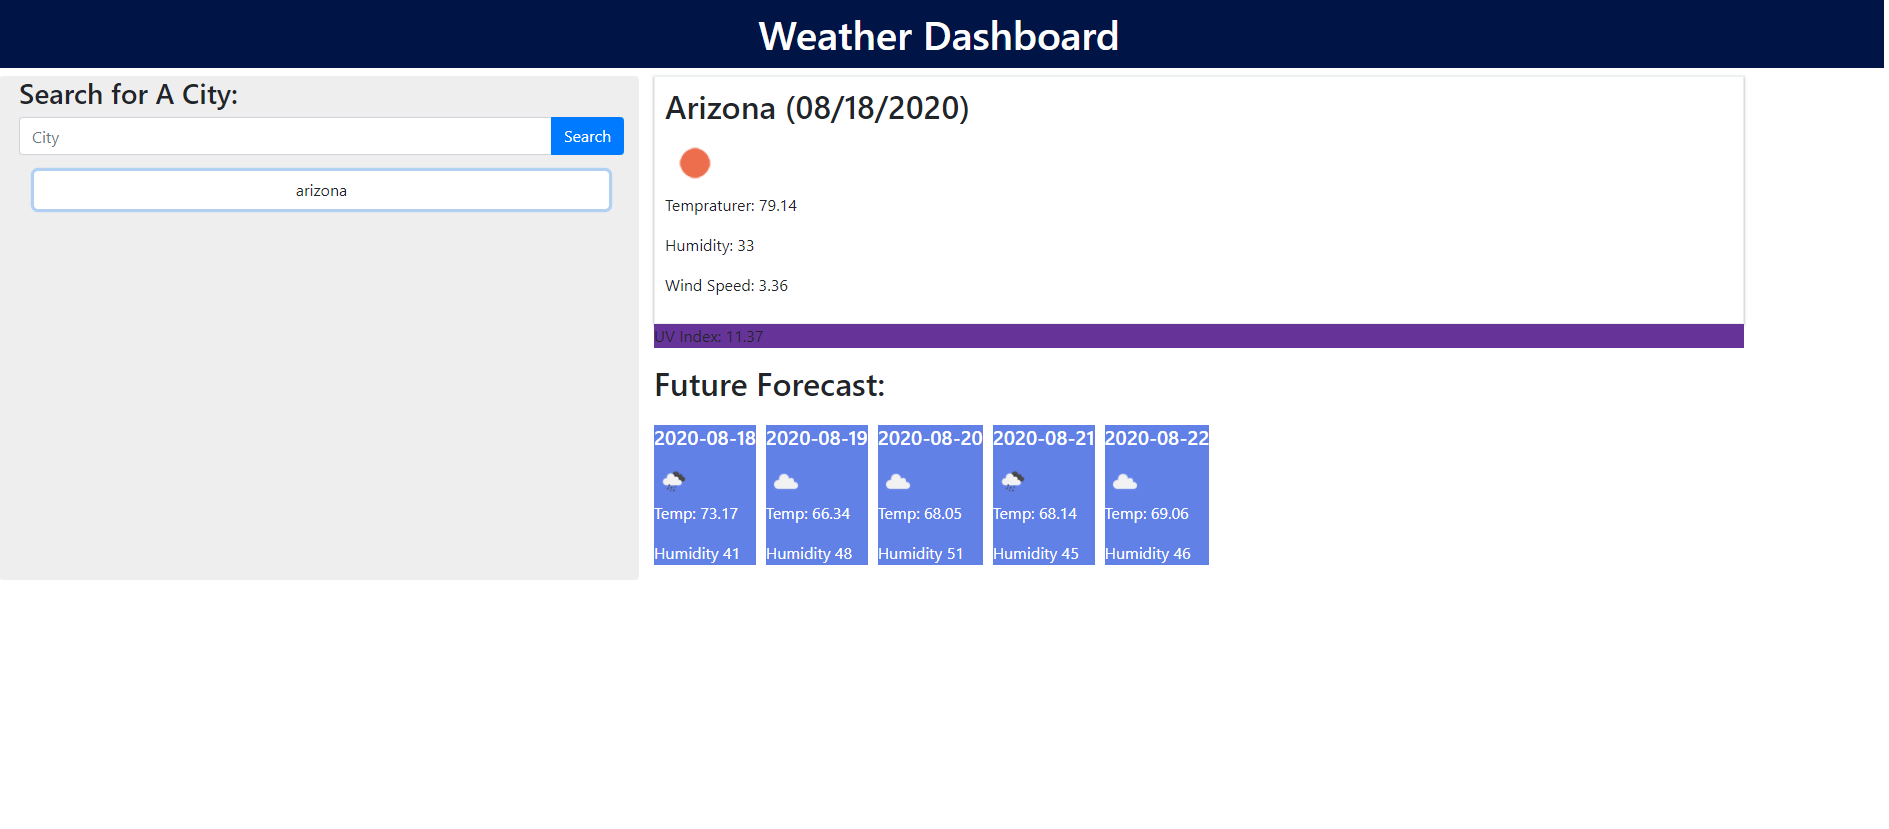 Weather Dashboard
Search for A City:
City
Search
arizona
Arizona (08/18/2020)
Tempraturer: 79.14
Humidity: 33
Wind Speed: 3.36
UV Index: 11.37
Future Forecast:
2020-08-18
Temp: 73.17
Humidity 41
2020-08-19
Temp: 66.34
Humidity 48
2020-08-20
Temp: 68.05
Humidity 51
2020-08-21
Temp: 68.14
Humidity 45
2020-08-22
Temp: 69.06
Humidity 46